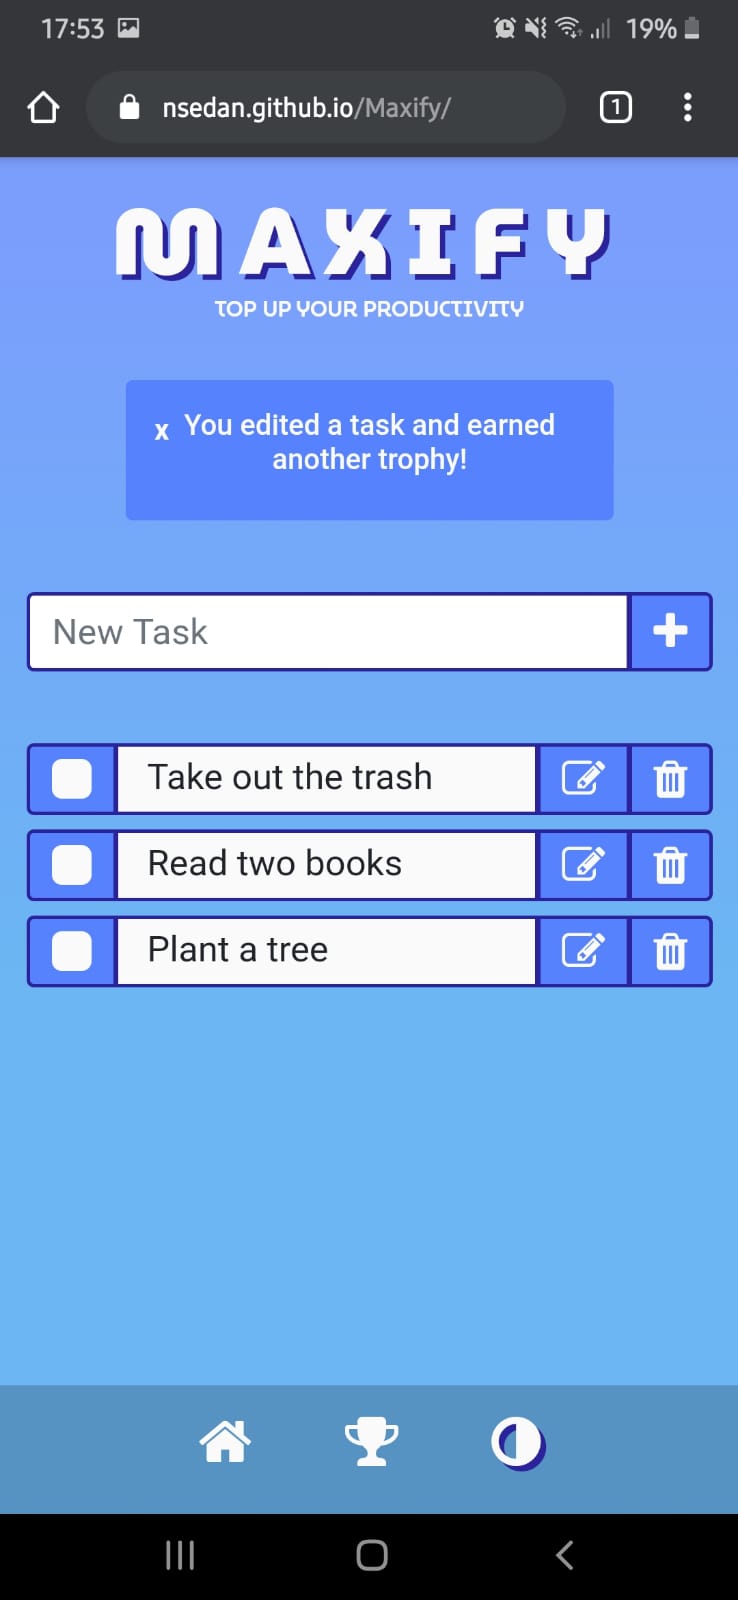 17:53
19%
nsedan.github.io/Maxify/
1
MAXIFY
TOP UP YOUR PRODUCTIVITY
x You edited a task and earned
another trophy!
New Task
Take out the trash
Read two books
Plant a tree